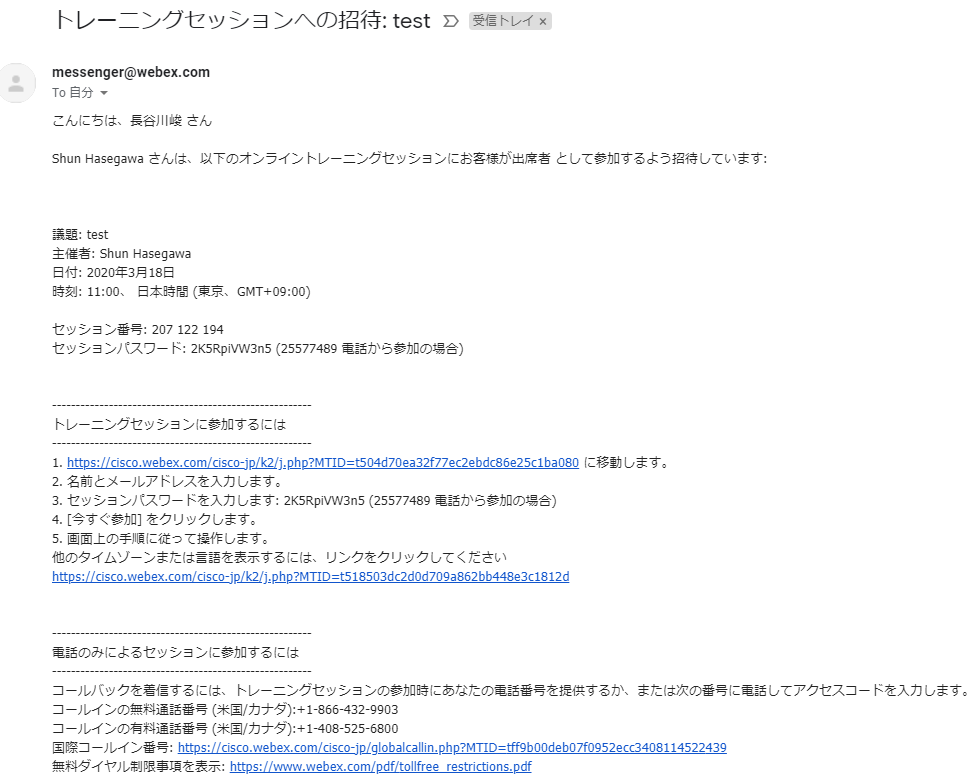 トレーニングセッションへの招待: test 受信トレイ ×
messenger@webex.com
To 自分
こんにちは、長谷川峻 さん
Shun Hasegawa さんは、以下のオンライントレーニングセッションにお客様が出席者 として参加するよう招待しています:
議題: test
主催者: Shun Hasegawa
日付: 2020年3月18日
時刻: 11:00、 日本時間 (東京、GMT+09:00)
セッション番号: 207 122 194
セッションパスワード: 2K5RpiVW3n5 (25577489 電話から参加の場合)
-------------------------------------------------------
トレーニングセッションに参加するには
-------------------------------------------------------
1. https://cisco.webex.com/cisco-jp/k2/j.php?MTID=t504d70ea32f77ec2ebdc86e25c1ba080 に移動します。
2. 名前とメールアドレスを入力します。
3. セッションパスワードを入力します: 2K5RpiVW3n5 (25577489 電話から参加の場合)
4. [今すぐ参加] をクリックします。
5. 画面上の手順に従って操作します。
他のタイムゾーンまたは言語を表示するには、リンクをクリックしてください
https://cisco.webex.com/cisco-jp/k2/j.php?MTID=t518503dc2d0d709a862bb448e3c1812d
-------------------------------------------------------
電話のみによるセッションに参加するには
-------------------------------------------------------
コールバックを着信するには、トレーニングセッションの参加時にあなたの電話番号を提供するか、または次の番号に電話してアクセスコードを入力します。
コールインの無料通話番号 (米国/カナダ):+1-866-432-9903
コールインの有料通話番号 (米国/カナダ):+1-408-525-6800
国際コールイン番号: https://cisco.webex.com/cisco-jp/globalcallin.php?MTID=tff9b00deb07f0952ecc3408114522439
無料ダイヤル制限事項を表示: https://www.webex.com/pdf/tollfree_restrictions.pdf